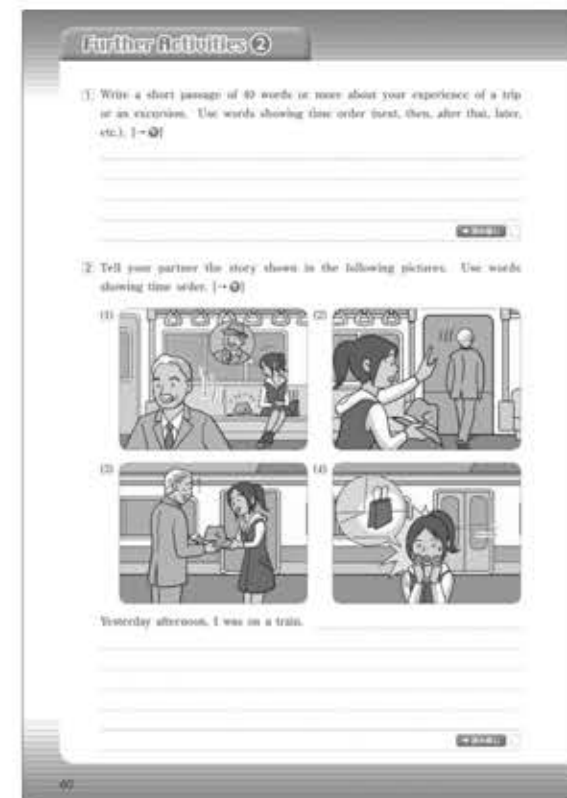 Further Activities 2
1 Write a short passage of 40 words or more about your experience of a trip
or an excursion. Use words showing time order (next, then, after that, later,
etc.). [→
2 Tell your partner the story shown in the following pictures. Use words
showing time order. [→
(1)
(2)
(3)
(4)
Yesterday afternoon, I was on a train.
60